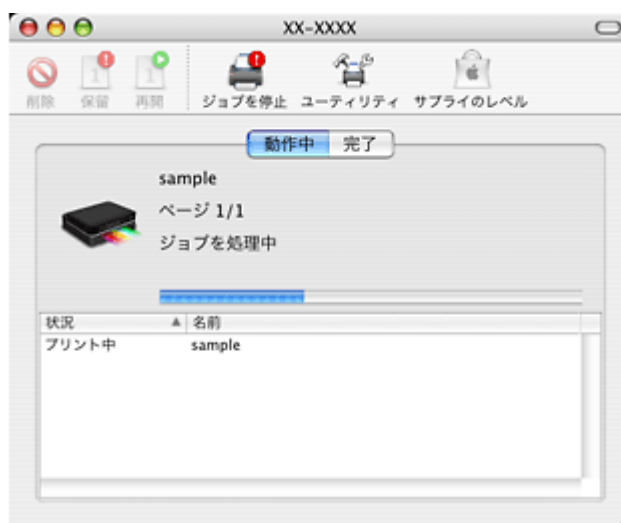 XX-XXXX
削除 保留 再開 ジョブを停止 ユーティリティ サプライのレベル
動作中 完了
sample
ページ 1/1
ジョブを処理中
状況 名前
プリント中 sample